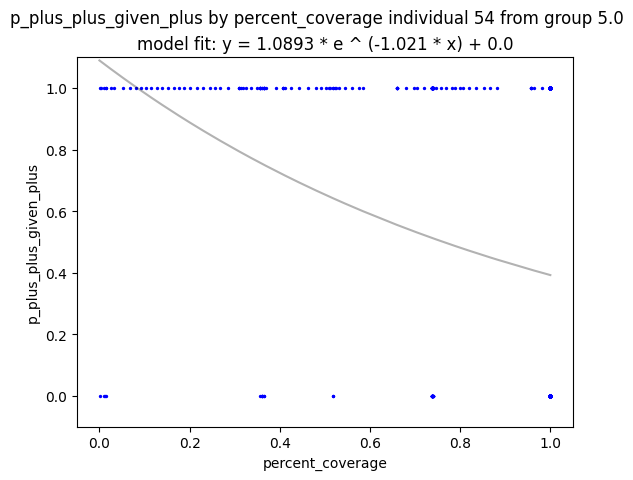 p_plus_plus_given_plus by percent_coverage individual 54 from group 5.0
model fit: y = 1.0893 * e ^ (-1.021 * x) + 0.0
1.0
0.8
0.6
0.4
0.2
0.0
p_plus_plus_given_plus
0.0 0.2 0.4 0.6 0.8 1.0
percent_coverage